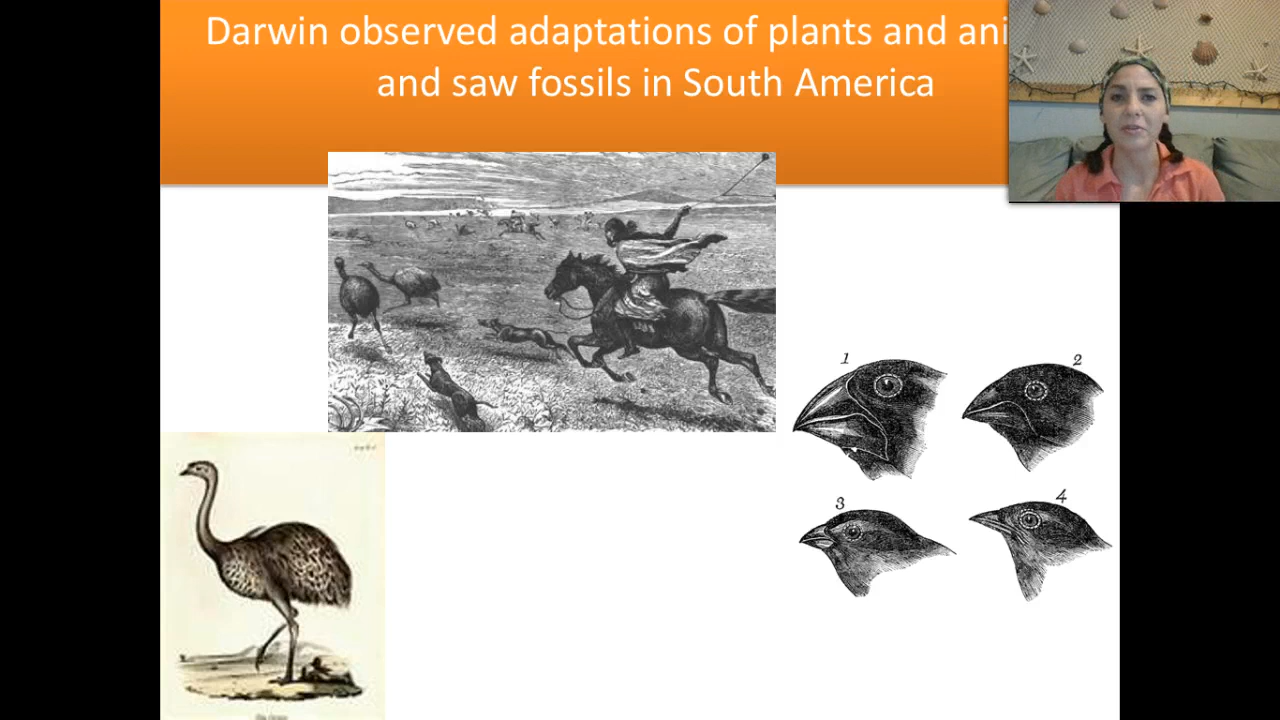 Darwin observed adaptations of plants and ani
and saw fossils in South America
1
2
3
4